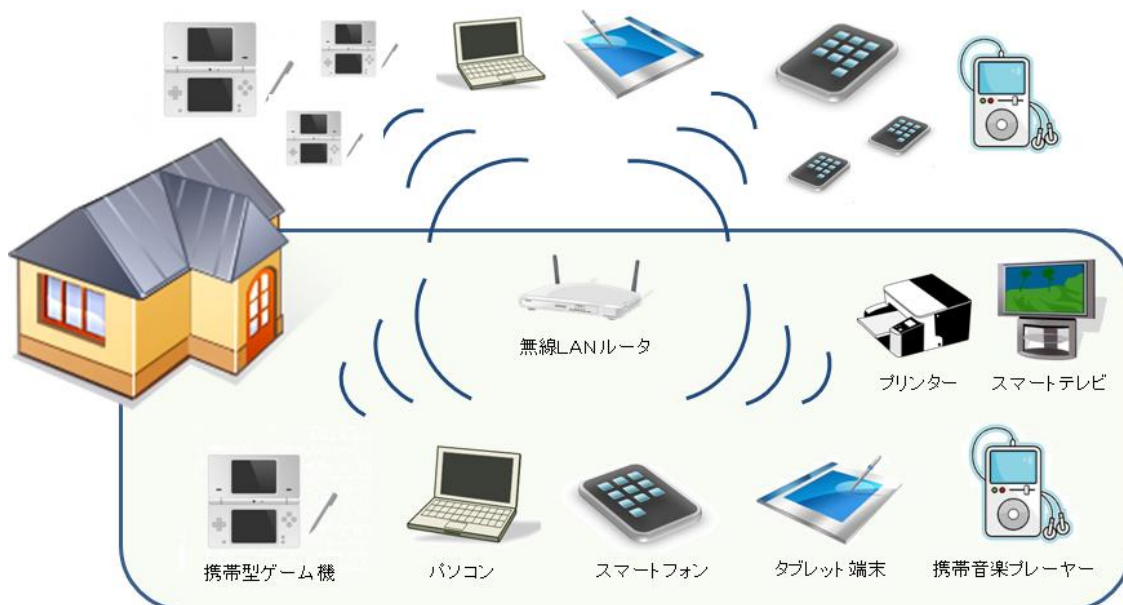 無線LANルータ
プリンター
スマートテレビ
携帯型ゲーム機
パソコン
スマートフォン
タブレット端末
携帯音楽プレーヤー